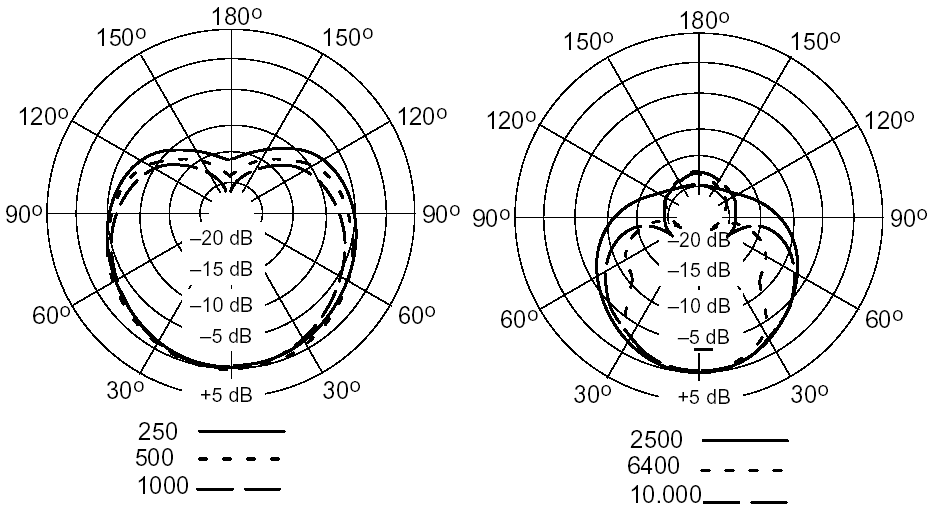 180º
150º 150º
120º 120º
90º 90º
–20 dB
–15 dB
–10 dB
60º 60º
–5 dB
30º 30º
+5 dB
250
500
1000
180º
150º 150º
120º 120º
90º 90º
–20 dB
–15 dB
–10 dB
60º 60º
–5 dB
30º 30º
+5 dB
2500
6400
10.000